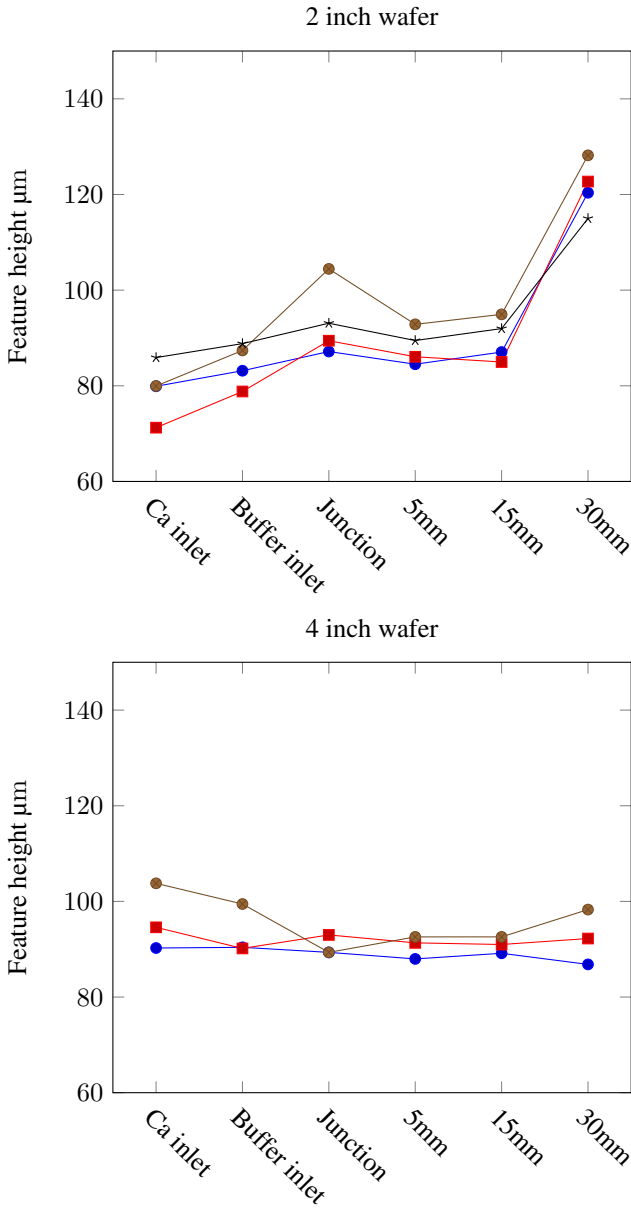 2 inch wafer
140
120
100
80
60
Feature height µm
Ca inlet
Buffer inlet
Junction
5mm
15mm
30mm
4 inch wafer
140
120
100
80
60
Feature height µm
Ca inlet
Buffer inlet
Junction
5mm
15mm
30mm